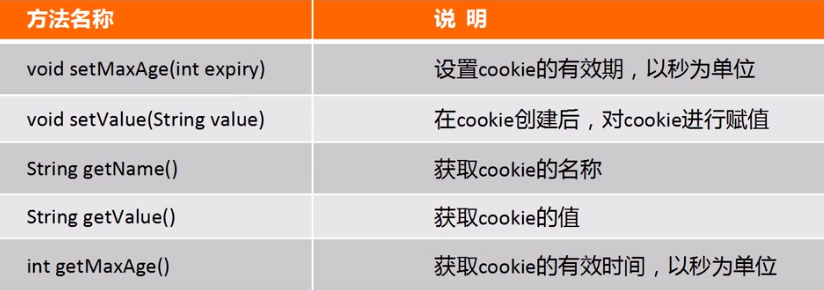 方法名称 说 明
void setMaxAge(int expiry) 设置cookie的有效期，以秒为单位
void setValue(String value) 在cookie创建后，对cookie进行赋值
String getName() 获取cookie的名称
String getValue() 获取cookie的值
int getMaxAge() 获取cookie的有效时间，以秒为单位